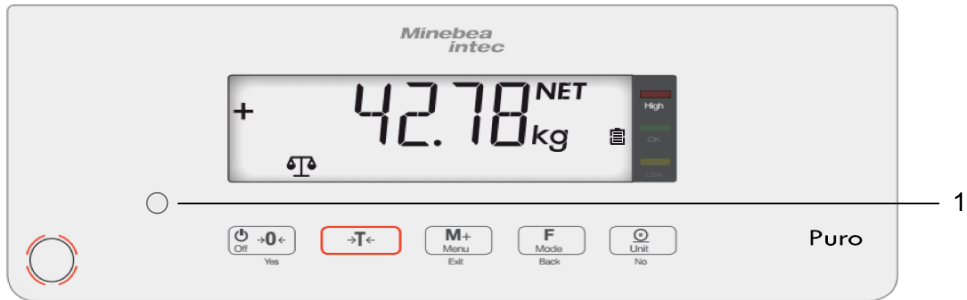 Minebea
intec
+ 42.78 NET
kg
High
OK
Low
1
Off →0← →T← M+ Menu F Mode Unit
Yes Exit Back No
Puro